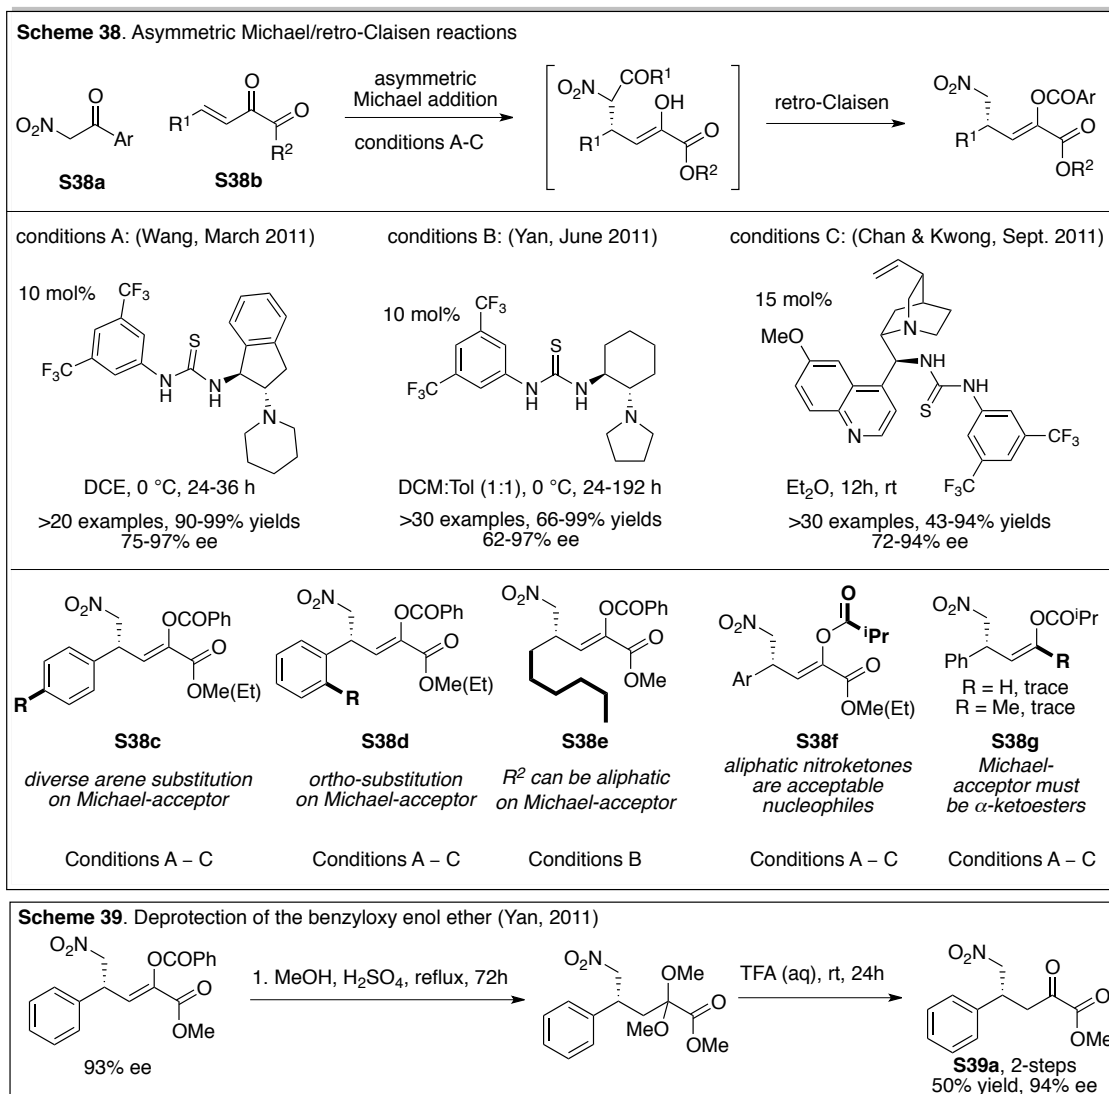 Scheme 38. Asymmetric Michael/retro-Claisen reactions
O₂N
O
Ar
S38a
R¹
O
O
R²
S38b
asymmetric
Michael addition
conditions A-C
O₂N
COR¹
OH
R¹
O
OR²
retro-Claisen
NO₂
OCOAr
R¹
O
OR²
conditions A: (Wang, March 2011)
10 mol%
CF₃
F₃C
S
N
H
N
H
N
DCE, 0 °C, 24-36 h
>20 examples, 90-99% yields
75-97% ee
conditions B: (Yan, June 2011)
10 mol%
CF₃
F₃C
S
N
H
N
H
N
DCM:Tol (1:1), 0 °C, 24-192 h
>30 examples, 66-99% yields
62-97% ee
conditions C: (Chan & Kwong, Sept. 2011)
15 mol%
MeO
N
N
NH
S
NH
CF₃
F₃C
Et₂O, 12h, rt
>30 examples, 43-94% yields
72-94% ee
O₂N
OCOPh
O
OMe(Et)
R
S38c
diverse arene substitution
on Michael-acceptor
Conditions A – C
NO₂
OCOPh
O
OMe(Et)
R
S38d
ortho-substitution
on Michael-acceptor
Conditions A – C
O₂N
OCOPh
O
OMe
S38e
R² can be aliphatic
on Michael-acceptor
Conditions B
O₂N
O
O
ⁱPr
Ar
O
OMe(Et)
S38f
aliphatic nitroketones
are acceptable
nucleophiles
Conditions A – C
NO₂
OCOⁱPr
Ph
R
R = H, trace
R = Me, trace
S38g
Michael-
acceptor must
be α-ketoesters
Conditions A – C
Scheme 39. Deprotection of the benzyloxy enol ether (Yan, 2011)
O₂N
OCOPh
O
OMe
93% ee
1. MeOH, H₂SO₄, reflux, 72h
NO₂
OMe
O
MeO
OMe
TFA (aq), rt, 24h
NO₂
O
O
OMe
S39a, 2-steps
50% yield, 94% ee